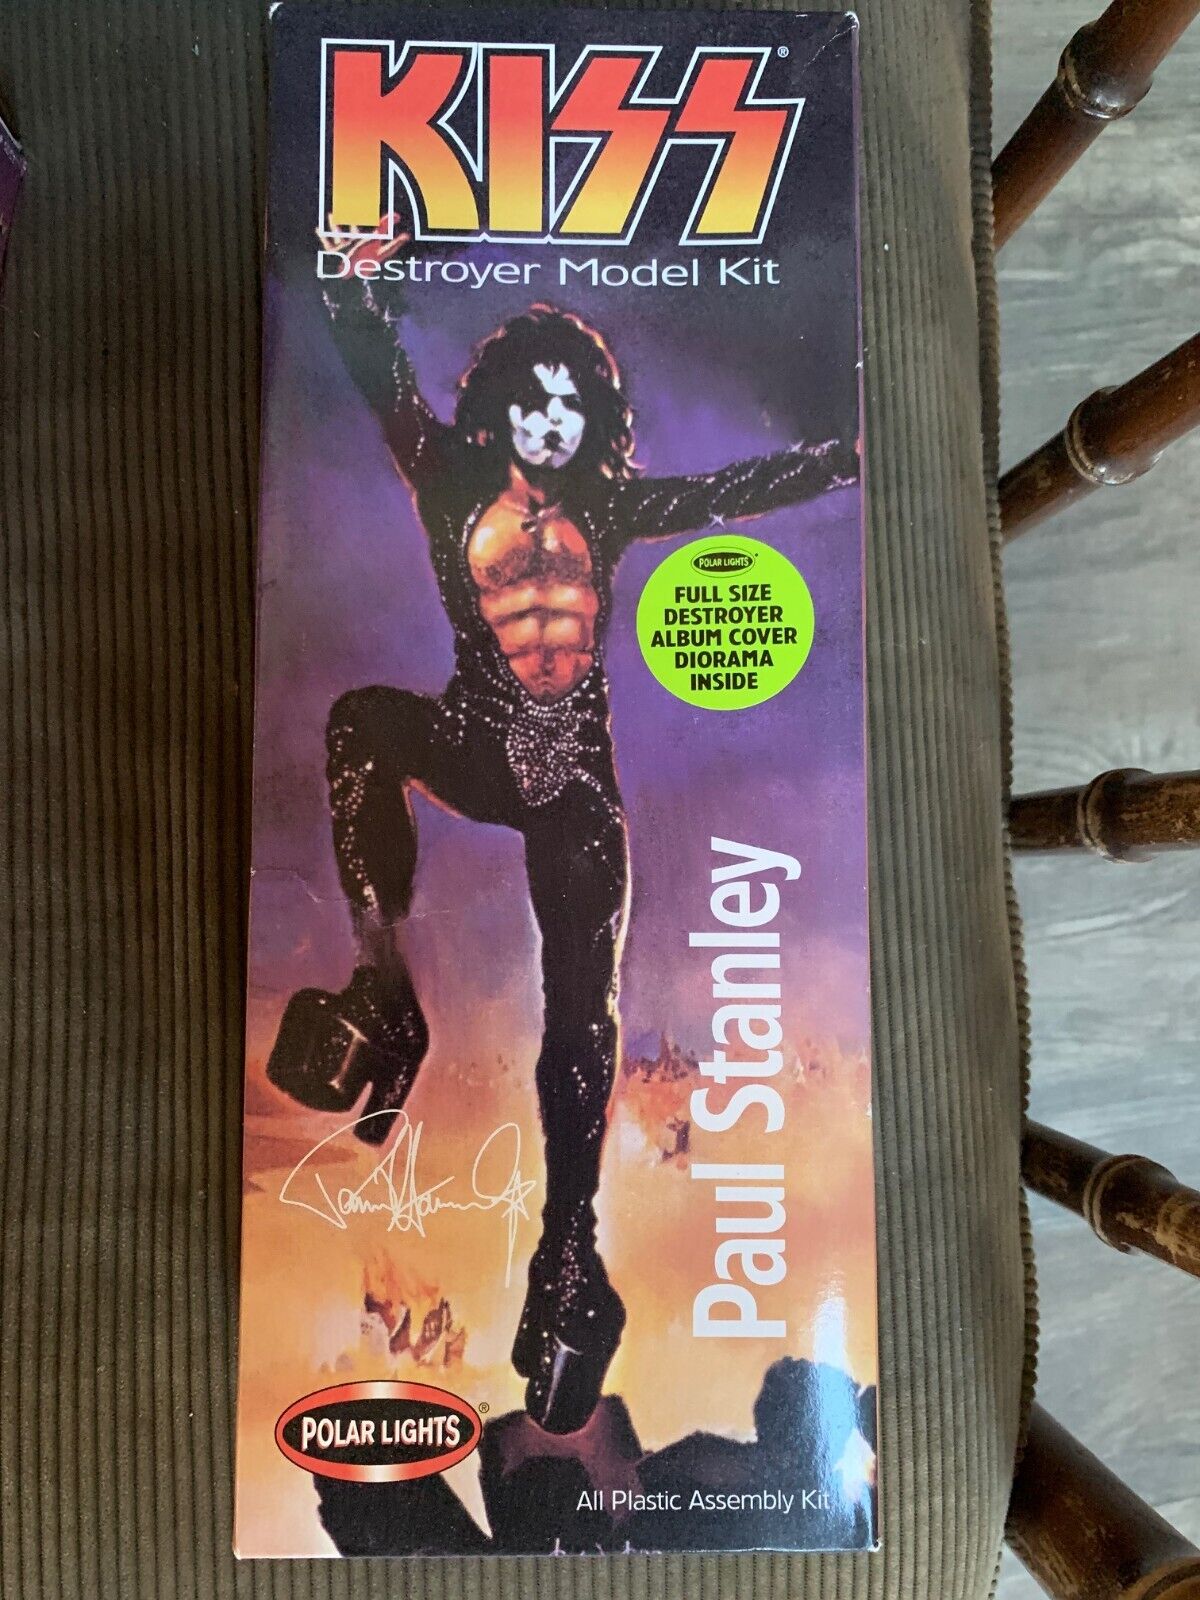 KISS®
Destroyer Model Kit
POLAR LIGHTS®
FULL SIZE
DESTROYER
ALBUM COVER
DIORAMA
INSIDE
Paul Stanley
POLAR LIGHTS®
All Plastic Assembly Kit